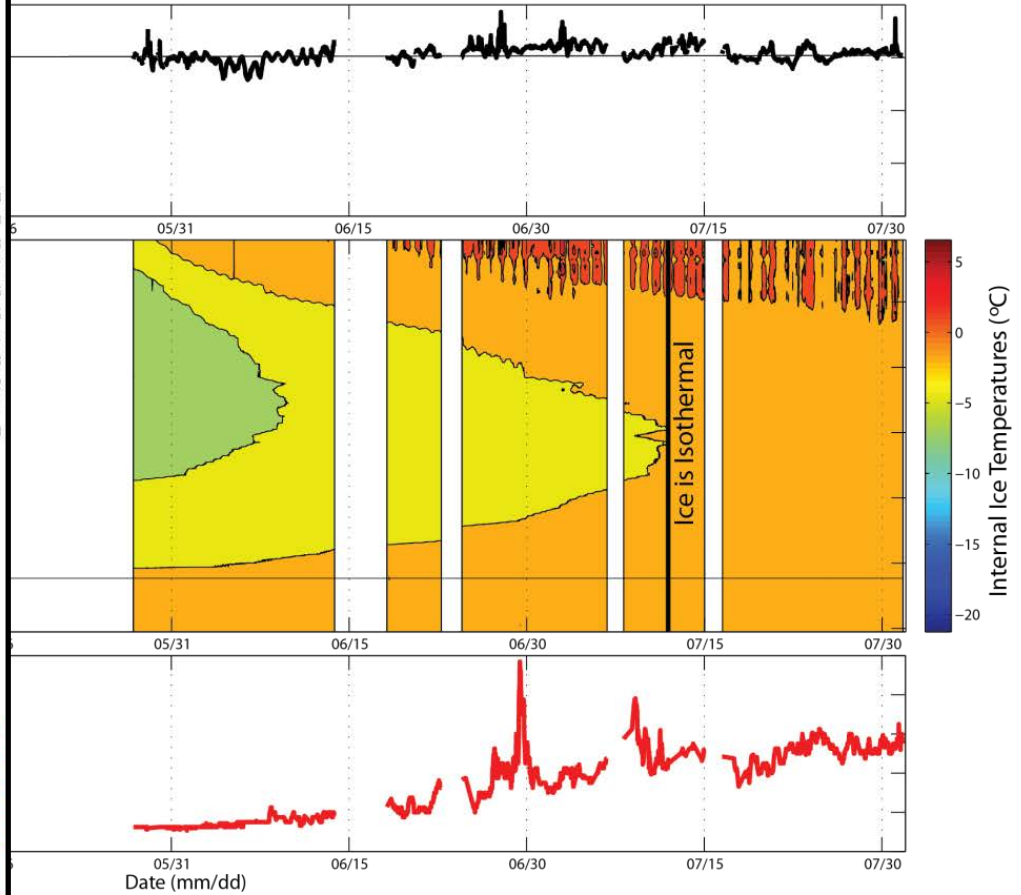 05/31 06/15 06/30 07/15 07/30
5
0
−5
−10
−15
−20
Internal Ice Temperatures (ºC)
Ice is Isothermal
05/31 06/15 06/30 07/15 07/30
05/31 06/15 06/30 07/15 07/30
Date (mm/dd)